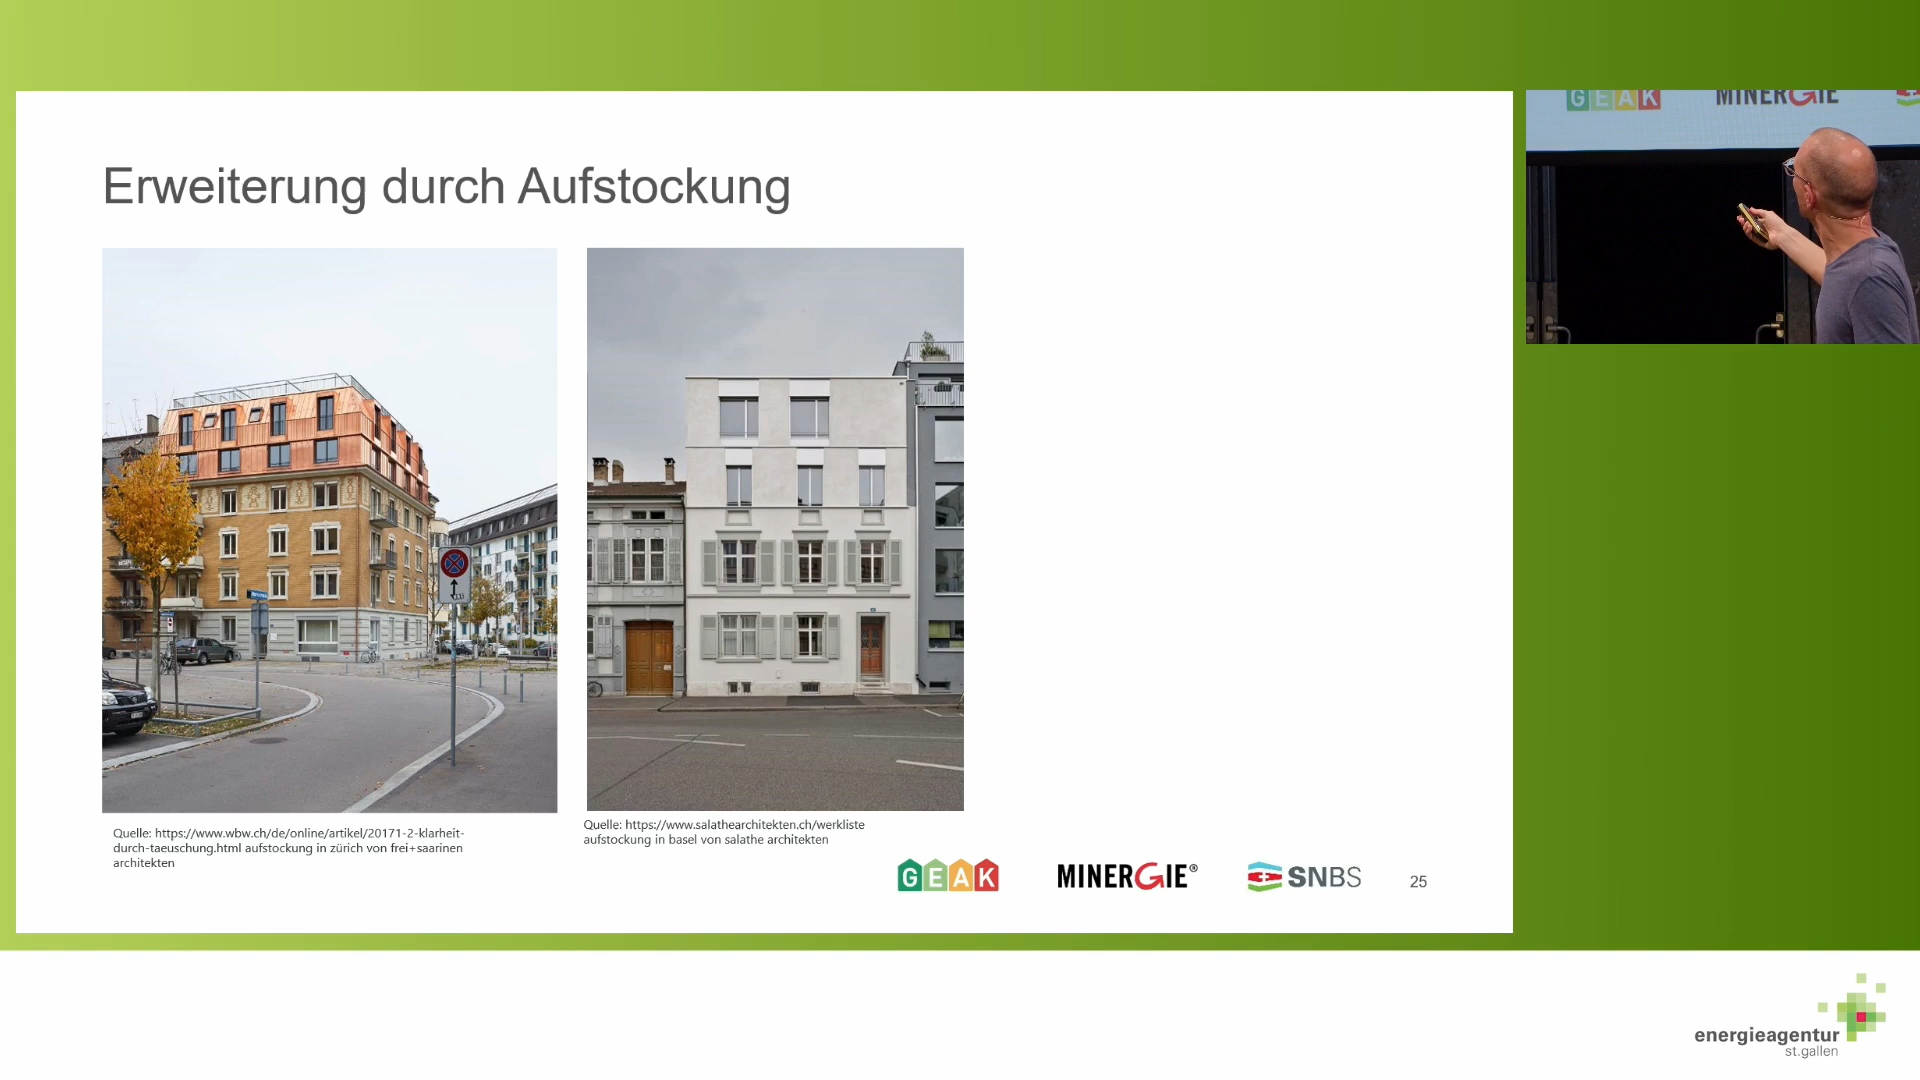 Erweiterung durch Aufstockung
Quelle: https://www.wbw.ch/de/online/artikel/20171-2-klarheit-
durch-taeuschung.html aufstockung in zürich von frei+saarinen
architekten
Quelle: https://www.salathearchitekten.ch/werkliste
aufstockung in basel von salathe architekten
GEAK
MINERGIE®
SNBS
25
GEAK
MINERGIE
energieagentur
st.gallen